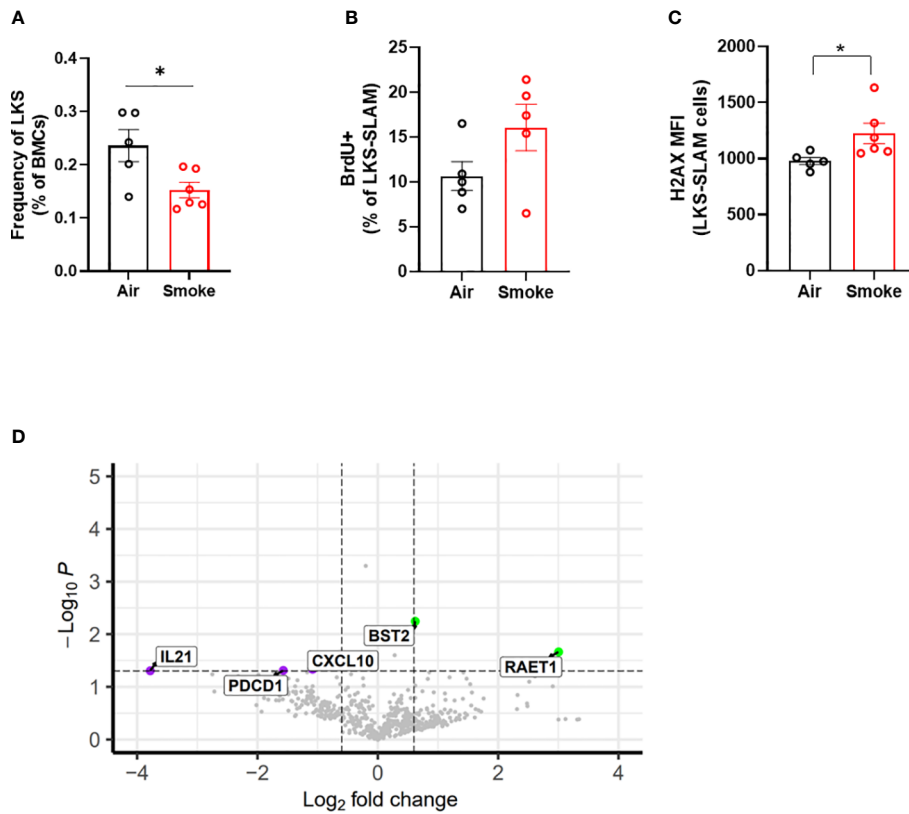 A
Frequency of LKS
(% of BMCs)
0.4
0.3
0.2
0.1
0.0
*
Air Smoke
B
BrdU+
(% of LKS-SLAM)
25
20
15
10
5
0
Air Smoke
C
H2AX MFI
(LKS-SLAM cells)
2000
1500
1000
500
0
*
Air Smoke
D
−Log10 P
5
4
3
2
1
0
BST2
IL21
CXCL10
RAET1
PDCD1
−4 −2 0 2 4
Log2 fold change